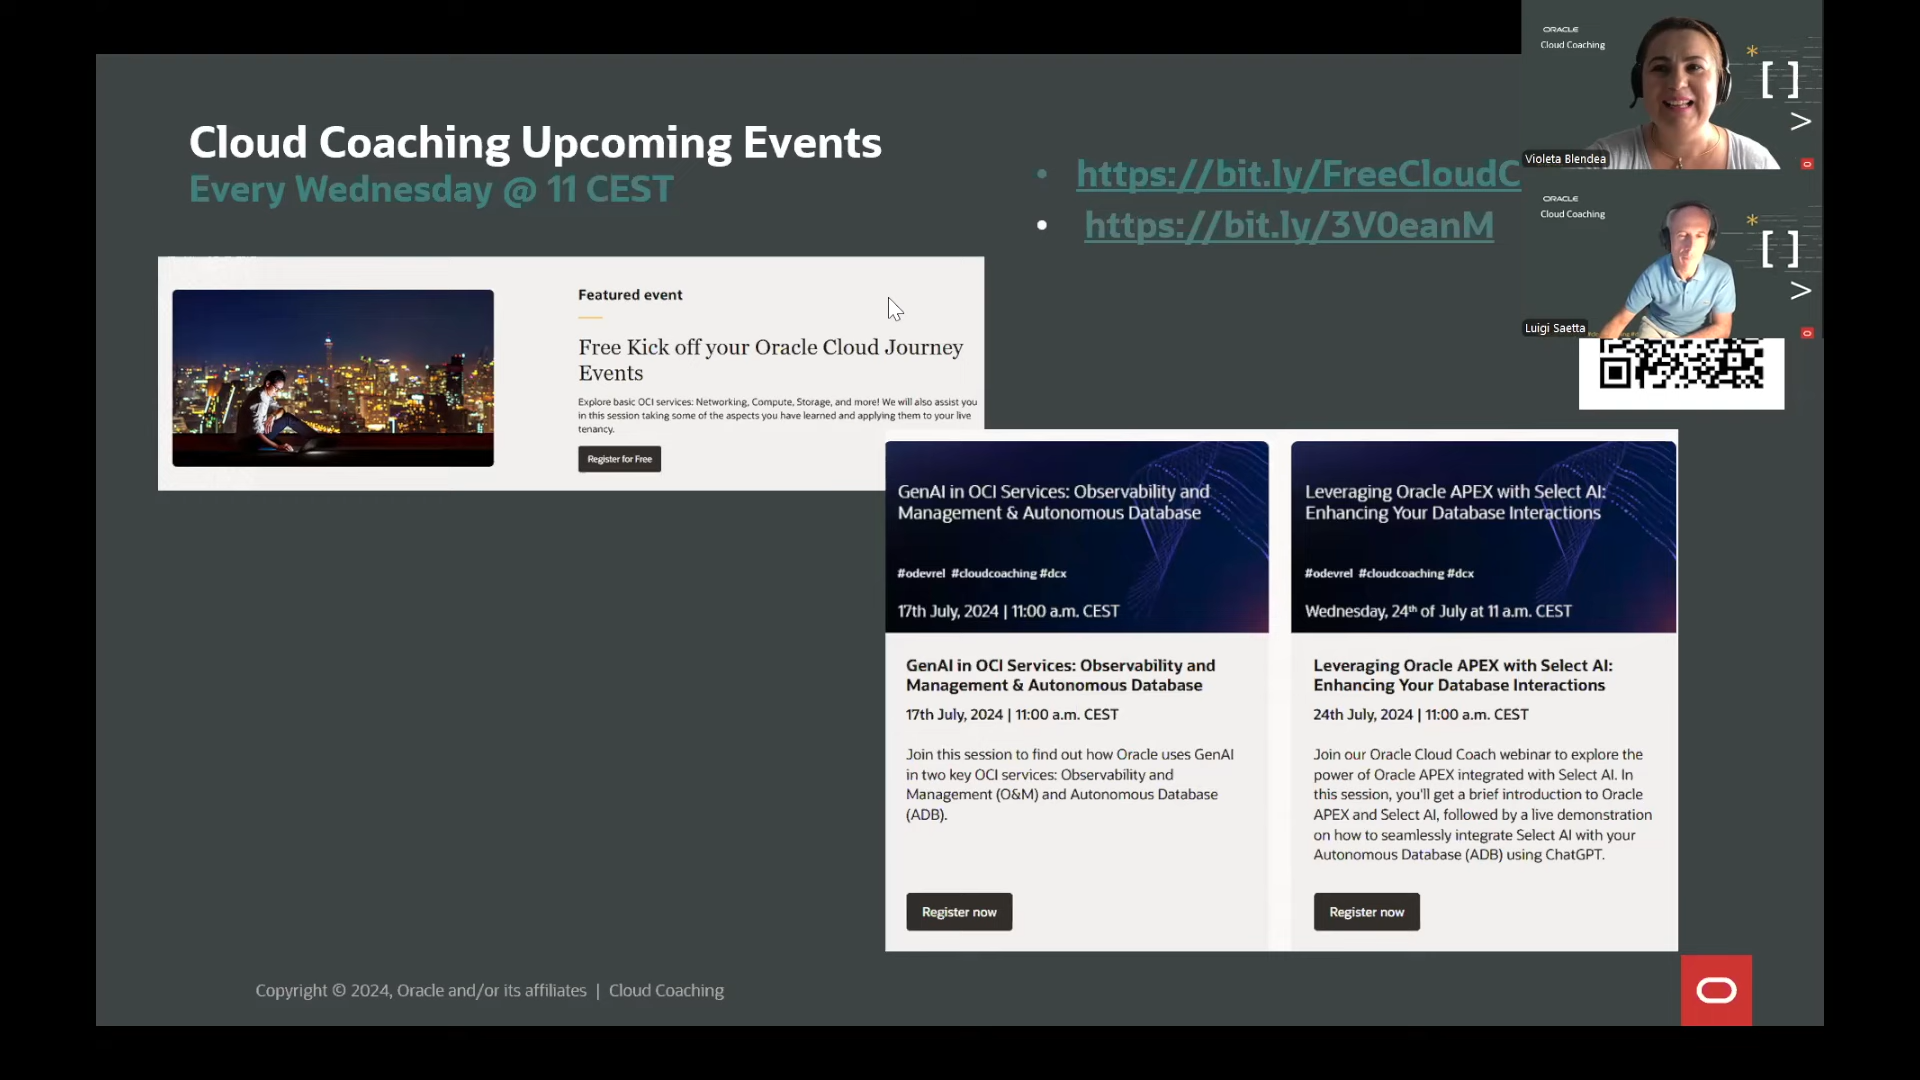 Cloud Coaching Upcoming Events
Every Wednesday @ 11 CEST
https://bit.ly/FreeCloudC
https://bit.ly/3V0eanM
ORACLE
Cloud Coaching
Violeta Blendea
ORACLE
Cloud Coaching
Luigi Saetta
Featured event
Free Kick off your Oracle Cloud Journey
Events
Explore basic OCI services: Networking, Compute, Storage, and more! We will also assist you
in this session taking some of the aspects you have learned and applying them to your live
tenancy.
Register for Free
GenAI in OCI Services: Observability and
Management & Autonomous Database
#odevrel #cloudcoaching #dcx
17th July, 2024 | 11:00 a.m. CEST
GenAI in OCI Services: Observability and
Management & Autonomous Database
17th July, 2024 | 11:00 a.m. CEST
Join this session to find out how Oracle uses GenAI
in two key OCI services: Observability and
Management (O&M) and Autonomous Database
(ADB).
Register now
Leveraging Oracle APEX with Select AI:
Enhancing Your Database Interactions
#odevrel #cloudcoaching #dcx
Wednesday, 24th of July at 11 a.m. CEST
Leveraging Oracle APEX with Select AI:
Enhancing Your Database Interactions
24th July, 2024 | 11:00 a.m. CEST
Join our Oracle Cloud Coach webinar to explore the
power of Oracle APEX integrated with Select AI. In
this session, you'll get a brief introduction to Oracle
APEX and Select AI, followed by a live demonstration
on how to seamlessly integrate Select AI with your
Autonomous Database (ADB) using ChatGPT.
Register now
Copyright © 2024, Oracle and/or its affiliates | Cloud Coaching